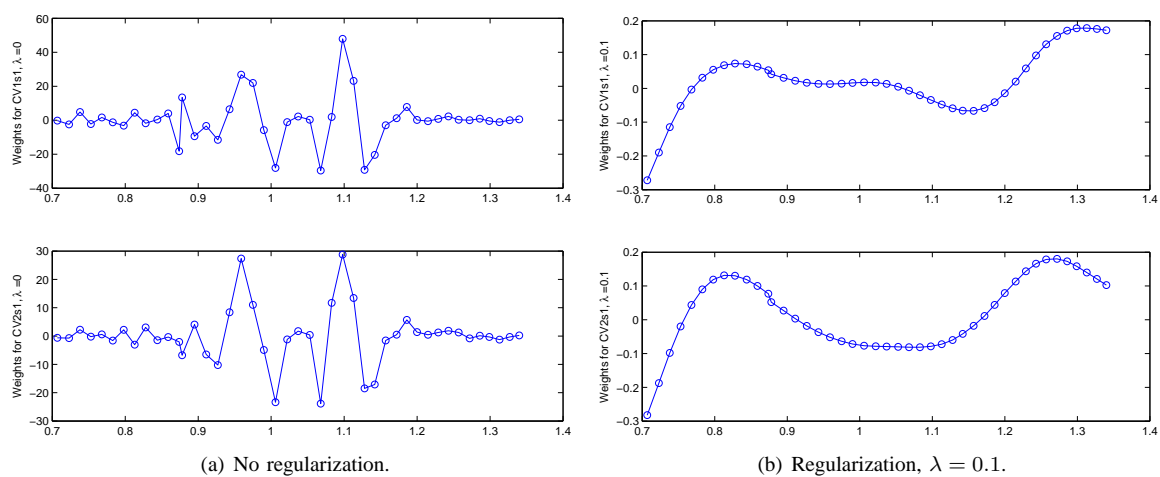 60
40
20
0
−20
−40
Weights for CV1s1, λ =0
0.7 0.8 0.9 1 1.1 1.2 1.3 1.4
30
20
10
0
−10
−20
−30
Weights for CV2s1, λ =0
0.7 0.8 0.9 1 1.1 1.2 1.3 1.4
(a) No regularization.
0.2
0.1
0
−0.1
−0.2
−0.3
Weights for CV1s1, λ =0.1
0.7 0.8 0.9 1 1.1 1.2 1.3 1.4
0.2
0.1
0
−0.1
−0.2
−0.3
Weights for CV2s1, λ =0.1
0.7 0.8 0.9 1 1.1 1.2 1.3 1.4
(b) Regularization, λ = 0.1.